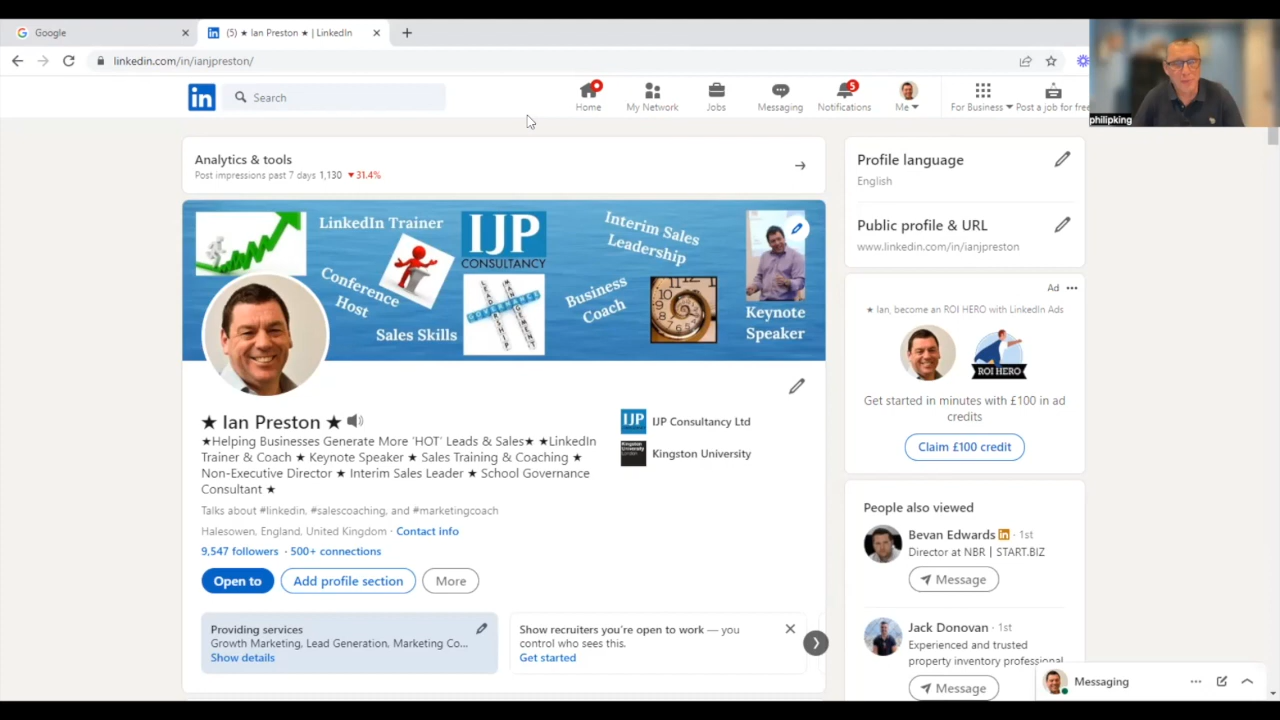 Google
(5) ★ Ian Preston ★ | LinkedIn
linkedin.com/in/ianjpreston/
philipking
in
Search
Home
My Network
Jobs
Messaging
5
Notifications
Me
For Business
Post a job for free
Analytics & tools
Post impressions past 7 days 1,130 ▼31.4%
LinkedIn Trainer
IJP
CONSULTANCY
Interim Sales
Leadership
Conference
Host
Sales Skills
LEADERSHIP
GOVERNANCE
MANAGEMENT
Business
Coach
Keynote
Speaker
★ Ian Preston ★
★Helping Businesses Generate More 'HOT' Leads & Sales★ ★LinkedIn
Trainer & Coach ★ Keynote Speaker ★ Sales Training & Coaching ★
Non-Executive Director ★ Interim Sales Leader ★ School Governance
Consultant ★
Talks about #linkedin, #salescoaching, and #marketingcoach
Halesowen, England, United Kingdom · Contact info
9,547 followers · 500+ connections
IJP
IJP Consultancy Ltd
Kingston University
Open to
Add profile section
More
Providing services
Growth Marketing, Lead Generation, Marketing Co...
Show details
Show recruiters you're open to work — you
control who sees this.
Get started
Profile language
English
Public profile & URL
www.linkedin.com/in/ianjpreston
Ad
★ Ian, become an ROI HERO with LinkedIn Ads
ROI HERO
Get started in minutes with £100 in ad
credits
Claim £100 credit
People also viewed
Bevan Edwards in · 1st
Director at NBR | START.BIZ
Message
Jack Donovan · 1st
Experienced and trusted
property inventory professional
Message
Messaging